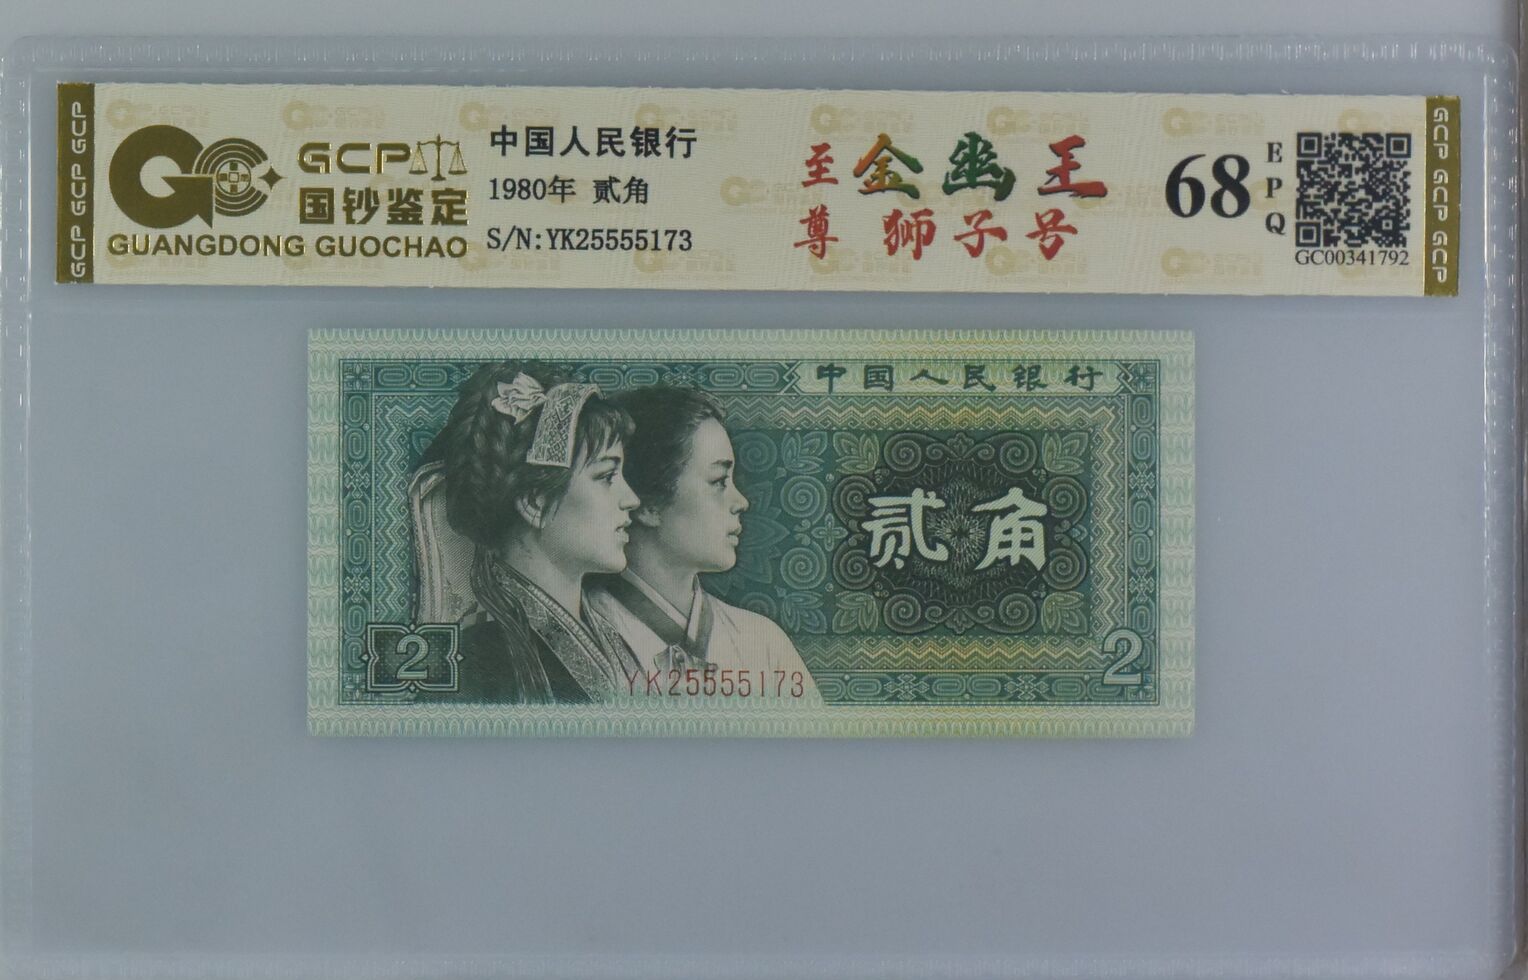 GCP GCP GCP
GCP
国钞鉴定
GUANGDONG GUOCHAO
中国人民银行
1980年 贰角
S/N:YK25555173
至尊
金幽王
狮子号
68
EPQ
GC00341792
GCP GCP GCP
中国人民银行
贰角
2
2
YK25555173